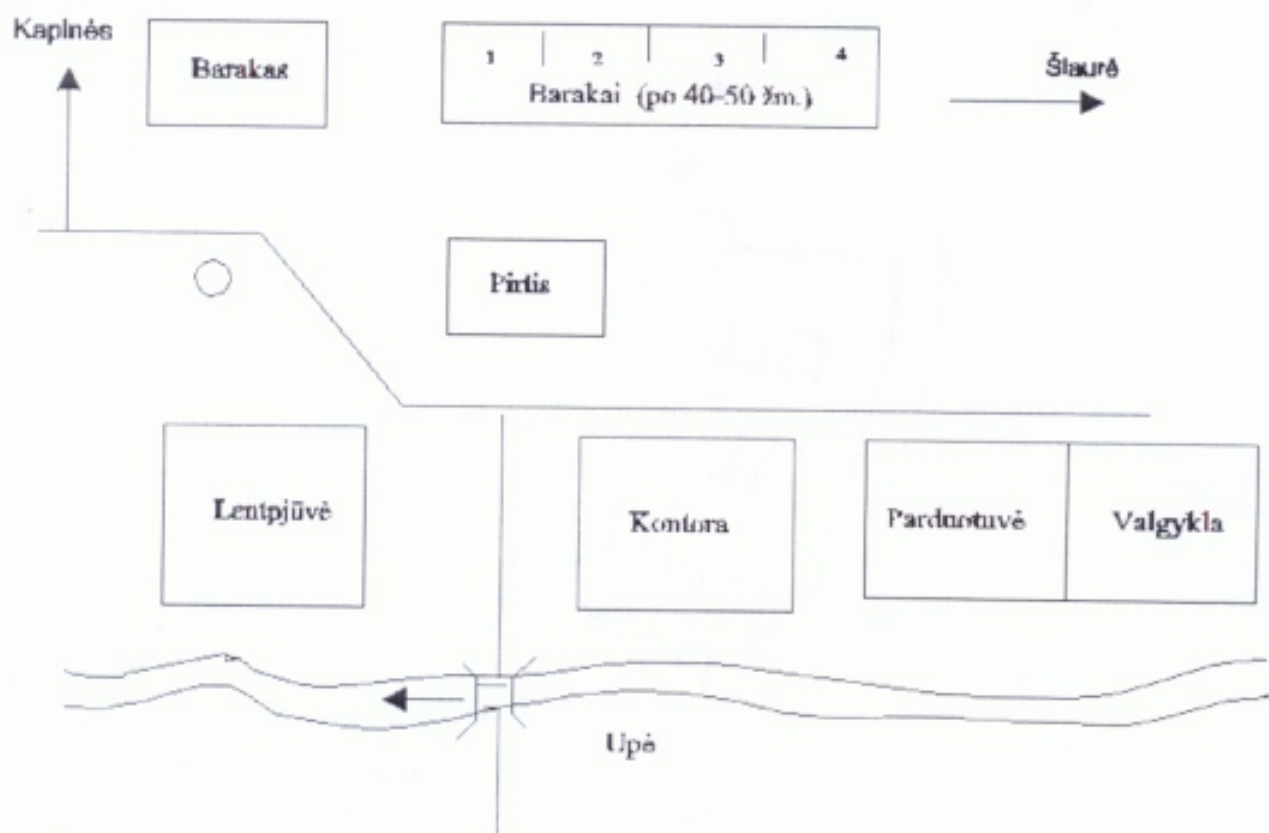 Kapinės
Barakas
1 2 3 4
Barakai (po 40-50 žm.)
Šiaurė
Pirtis
Lentpjūvė
Kontora
Parduotuvė
Valgykla
Upė